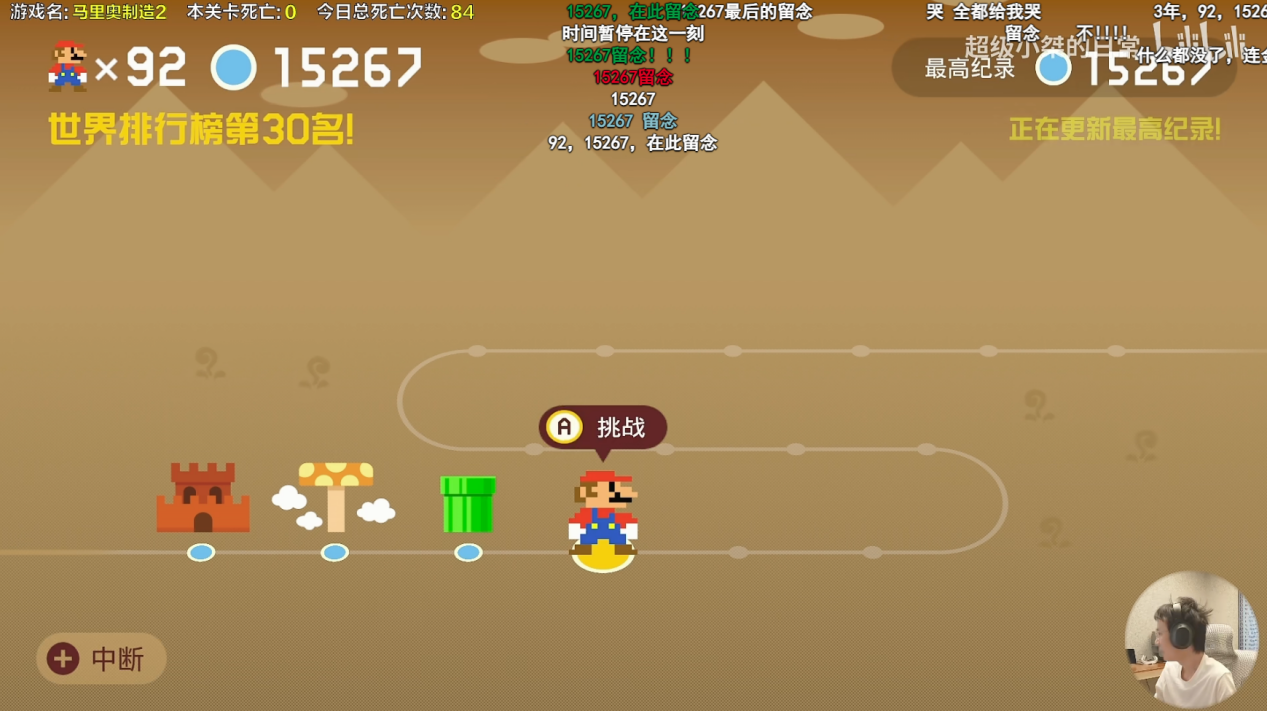 游戏名:马里奥制造2 本关卡死亡:0 今日总死亡次数:84
15267，在此留念
267最后的留念
哭 全都给我哭
3年，92，1526
时间暂停在这一刻
留念
不!!!!
15267留念！！！
什么都没了，连金
15267留念
15267
15267 留念
92，15267，在此留念
×92
15267
超级小桀的日常
最高纪录 15267
世界排行榜第30名!
正在更新最高纪录!
A 挑战
中断